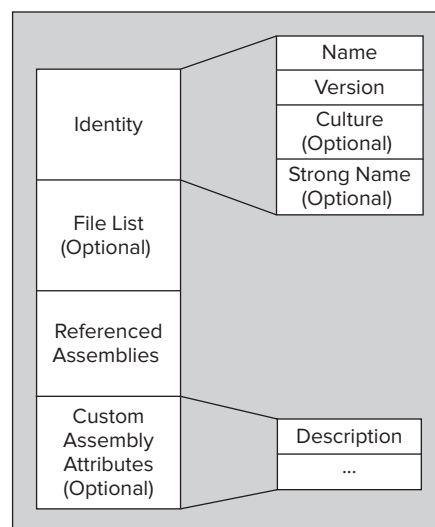 Identity
Name
Version
Culture
(Optional)
Strong Name
(Optional)
File List
(Optional)
Referenced
Assemblies
Custom
Assembly
Attributes
(Optional)
Description
...